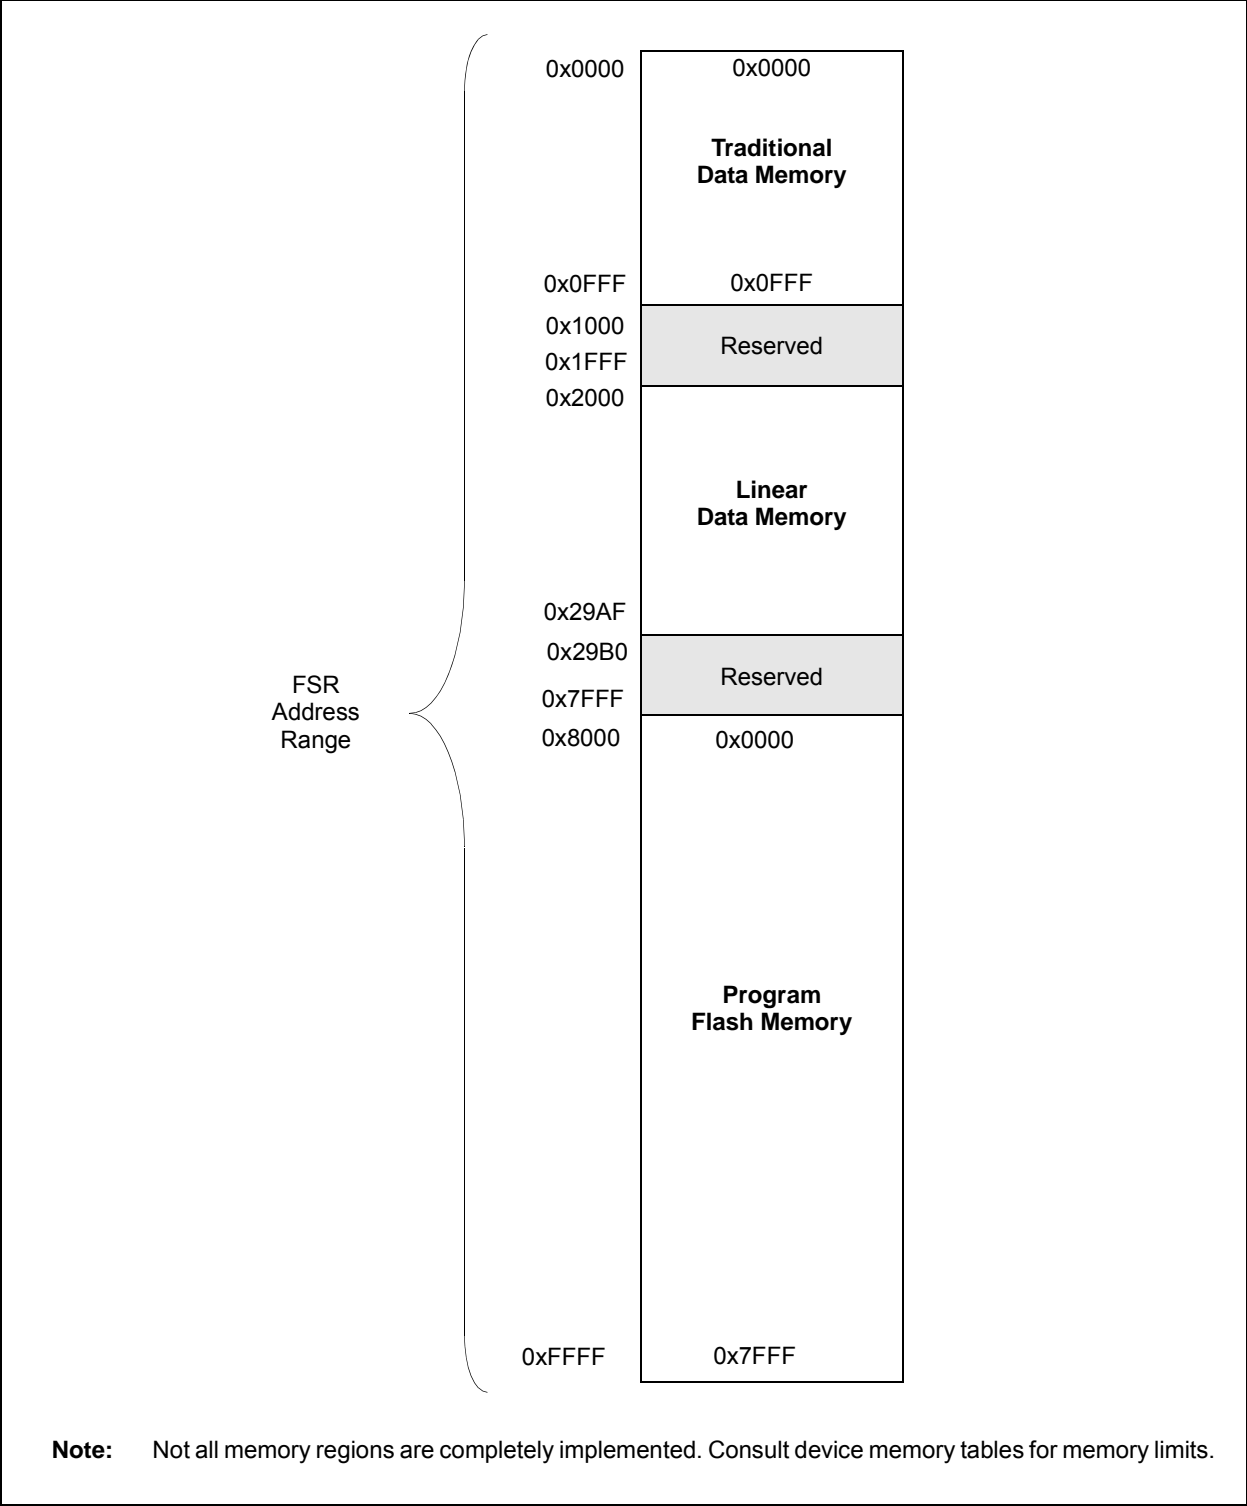 0x0000 0x0000
Traditional
Data Memory
0x0FFF 0x0FFF
0x1000
Reserved
0x1FFF
0x2000
Linear
Data Memory
0x29AF
0x29B0
Reserved
0x7FFF
FSR
Address
Range
0x8000 0x0000
Program
Flash Memory
0xFFFF 0x7FFF
Note: Not all memory regions are completely implemented. Consult device memory tables for memory limits.